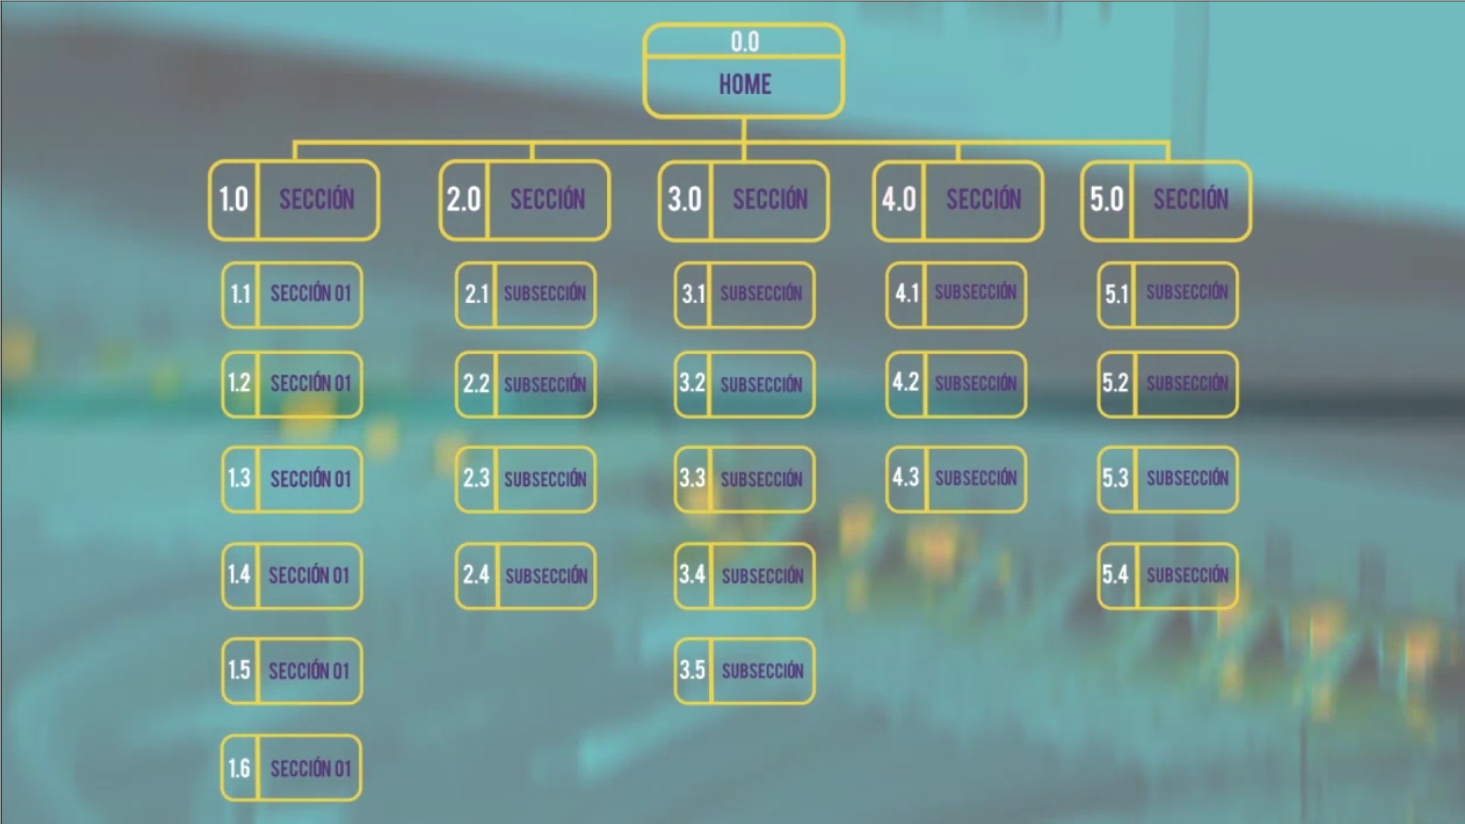 0.0
HOME
1.0 SECCIÓN
2.0 SECCIÓN
3.0 SECCIÓN
4.0 SECCIÓN
5.0 SECCIÓN
1.1 SECCIÓN 01
2.1 SUBSECCIÓN
3.1 SUBSECCIÓN
4.1 SUBSECCIÓN
5.1 SUBSECCIÓN
1.2 SECCIÓN 01
2.2 SUBSECCIÓN
3.2 SUBSECCIÓN
4.2 SUBSECCIÓN
5.2 SUBSECCIÓN
1.3 SECCIÓN 01
2.3 SUBSECCIÓN
3.3 SUBSECCIÓN
4.3 SUBSECCIÓN
5.3 SUBSECCIÓN
1.4 SECCIÓN 01
2.4 SUBSECCIÓN
3.4 SUBSECCIÓN
5.4 SUBSECCIÓN
1.5 SECCIÓN 01
3.5 SUBSECCIÓN
1.6 SECCIÓN 01